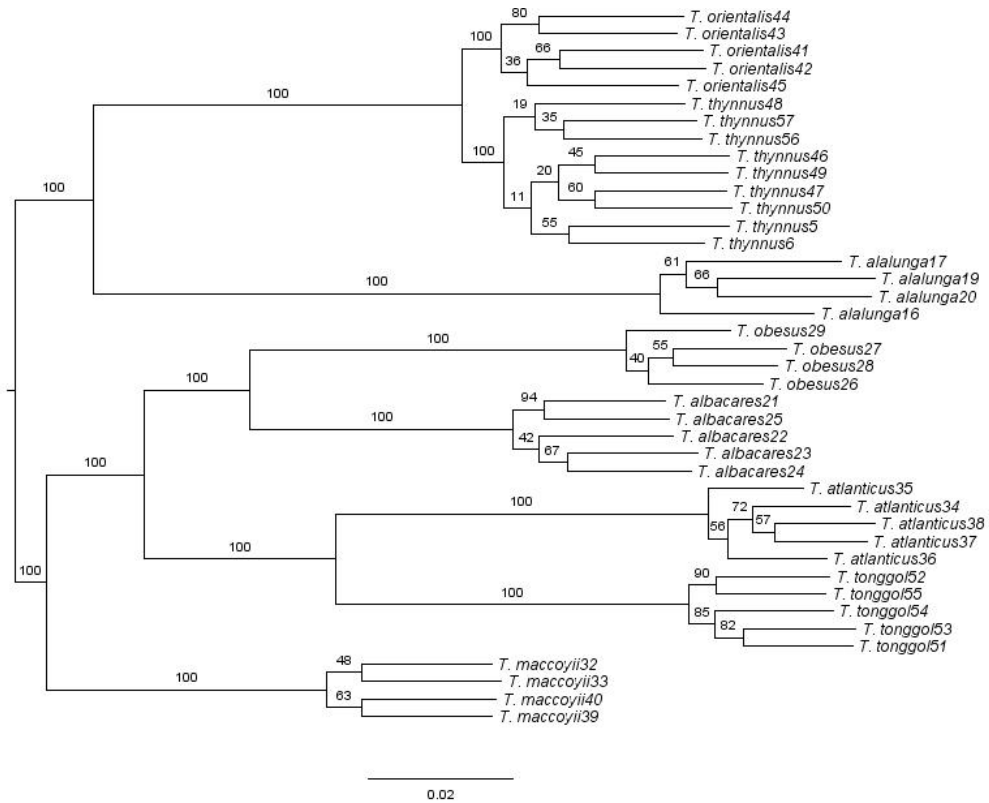 80
T. orientalis44
T. orientalis43
100
66
T. orientalis41
36
T. orientalis42
T. orientalis45
100
19
T. thynnus48
35
T. thynnus57
T. thynnus56
100
45
T. thynnus46
20
T. thynnus49
60
T. thynnus47
11
T. thynnus50
55
T. thynnus5
T. thynnus6
100
61
T. alalunga17
66
T. alalunga19
100
T. alalunga20
T. alalunga16
T. obesus29
100
55
T. obesus27
40
T. obesus28
T. obesus26
100
94
T. albacares21
T. albacares25
100
42
T. albacares22
67
T. albacares23
T. albacares24
100
T. atlanticus35
100
72
T. atlanticus34
56
57
T. atlanticus38
T. atlanticus37
100
T. atlanticus36
100
90
T. tonggol52
T. tonggol55
100
85
T. tonggol54
82
T. tonggol53
T. tonggol51
48
T. maccoyii32
100
T. maccoyii33
63
T. maccoyii40
T. maccoyii39
0.02